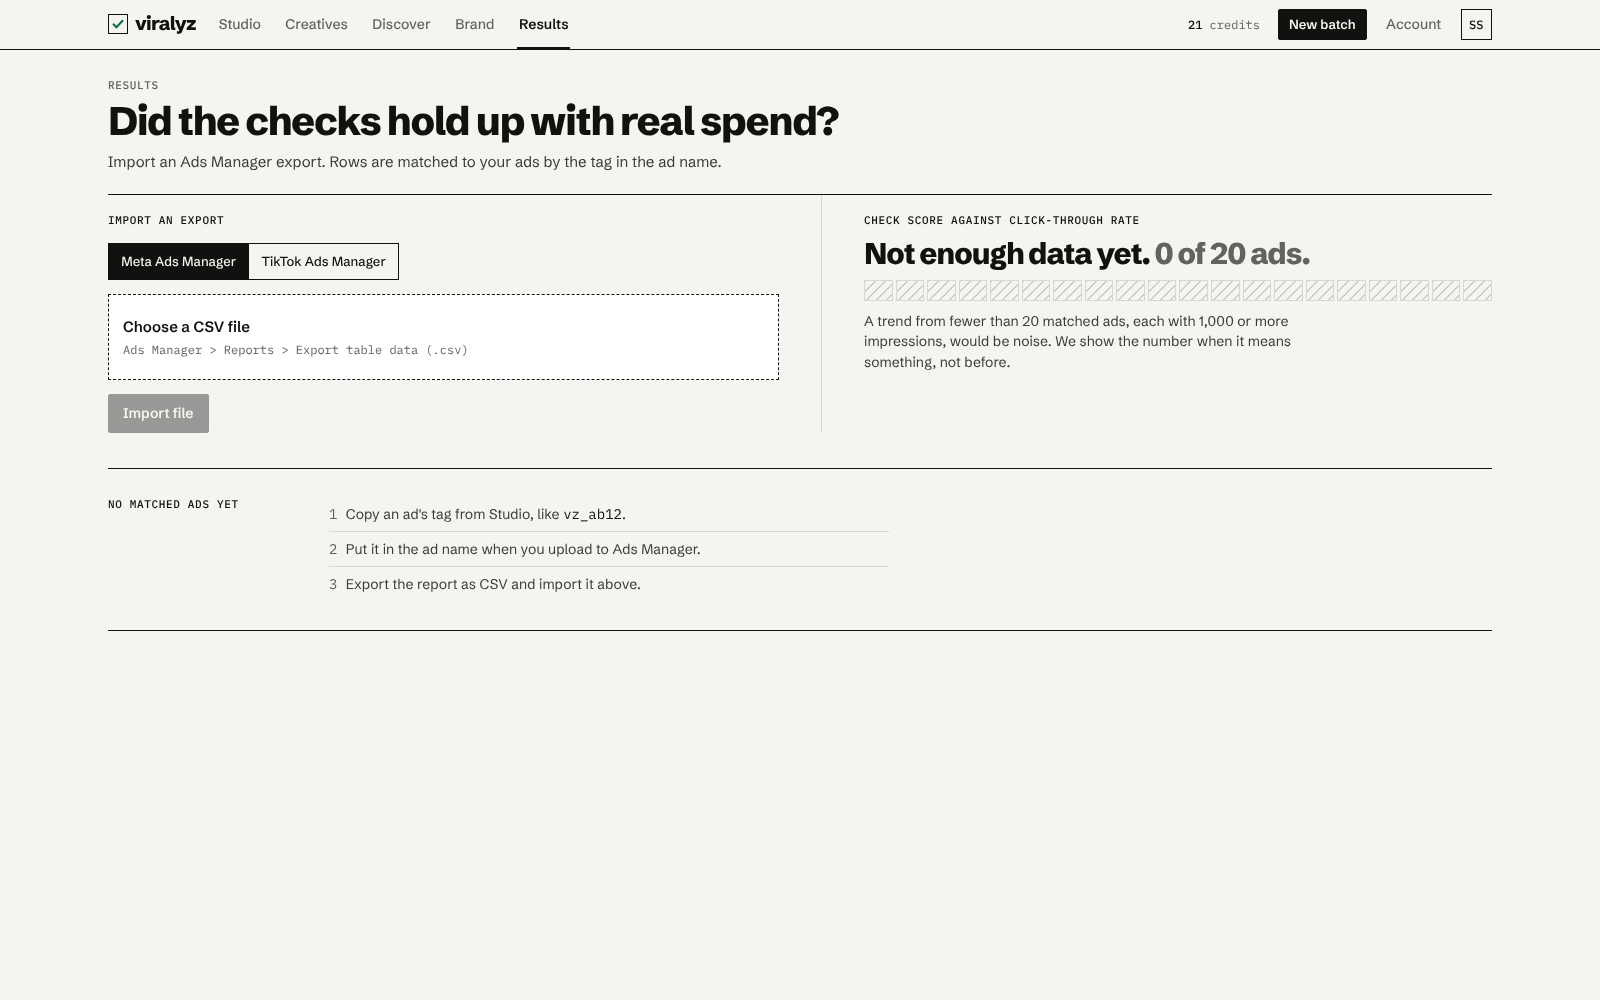 viralyz Studio Creatives Discover Brand Results 21 credits New batch Account SS
RESULTS
Did the checks hold up with real spend?
Import an Ads Manager export. Rows are matched to your ads by the tag in the ad name.
IMPORT AN EXPORT
Meta Ads Manager TikTok Ads Manager
Choose a CSV file
Ads Manager > Reports > Export table data (.csv)
Import file
CHECK SCORE AGAINST CLICK-THROUGH RATE
Not enough data yet. 0 of 20 ads.
A trend from fewer than 20 matched ads, each with 1,000 or more
impressions, would be noise. We show the number when it means
something, not before.
NO MATCHED ADS YET
1 Copy an ad's tag from Studio, like vz_ab12.
2 Put it in the ad name when you upload to Ads Manager.
3 Export the report as CSV and import it above.